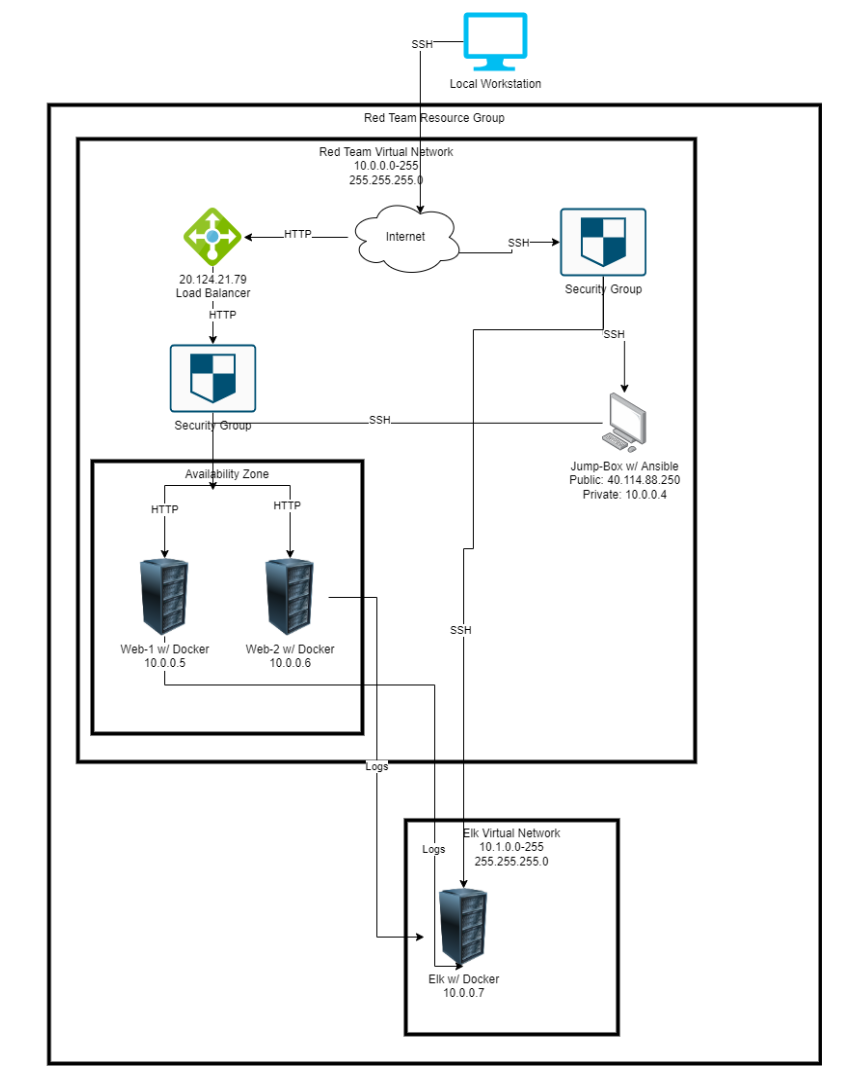 SSH
Local Workstation
Red Team Resource Group
Red Team Virtual Network
10.0.0.0-255
255.255.255.0
HTTP
Internet
SSH
20.124.21.79
Load Balancer
Security Group
HTTP
SSH
Security Group
SSH
Jump-Box w/ Ansible
Public: 40.114.88.250
Private: 10.0.0.4
Availability Zone
HTTP
HTTP
Web-1 w/ Docker
10.0.0.5
Web-2 w/ Docker
10.0.0.6
SSH
Logs
Elk Virtual Network
10.1.0.0-255
255.255.255.0
Logs
Elk w/ Docker
10.0.0.7